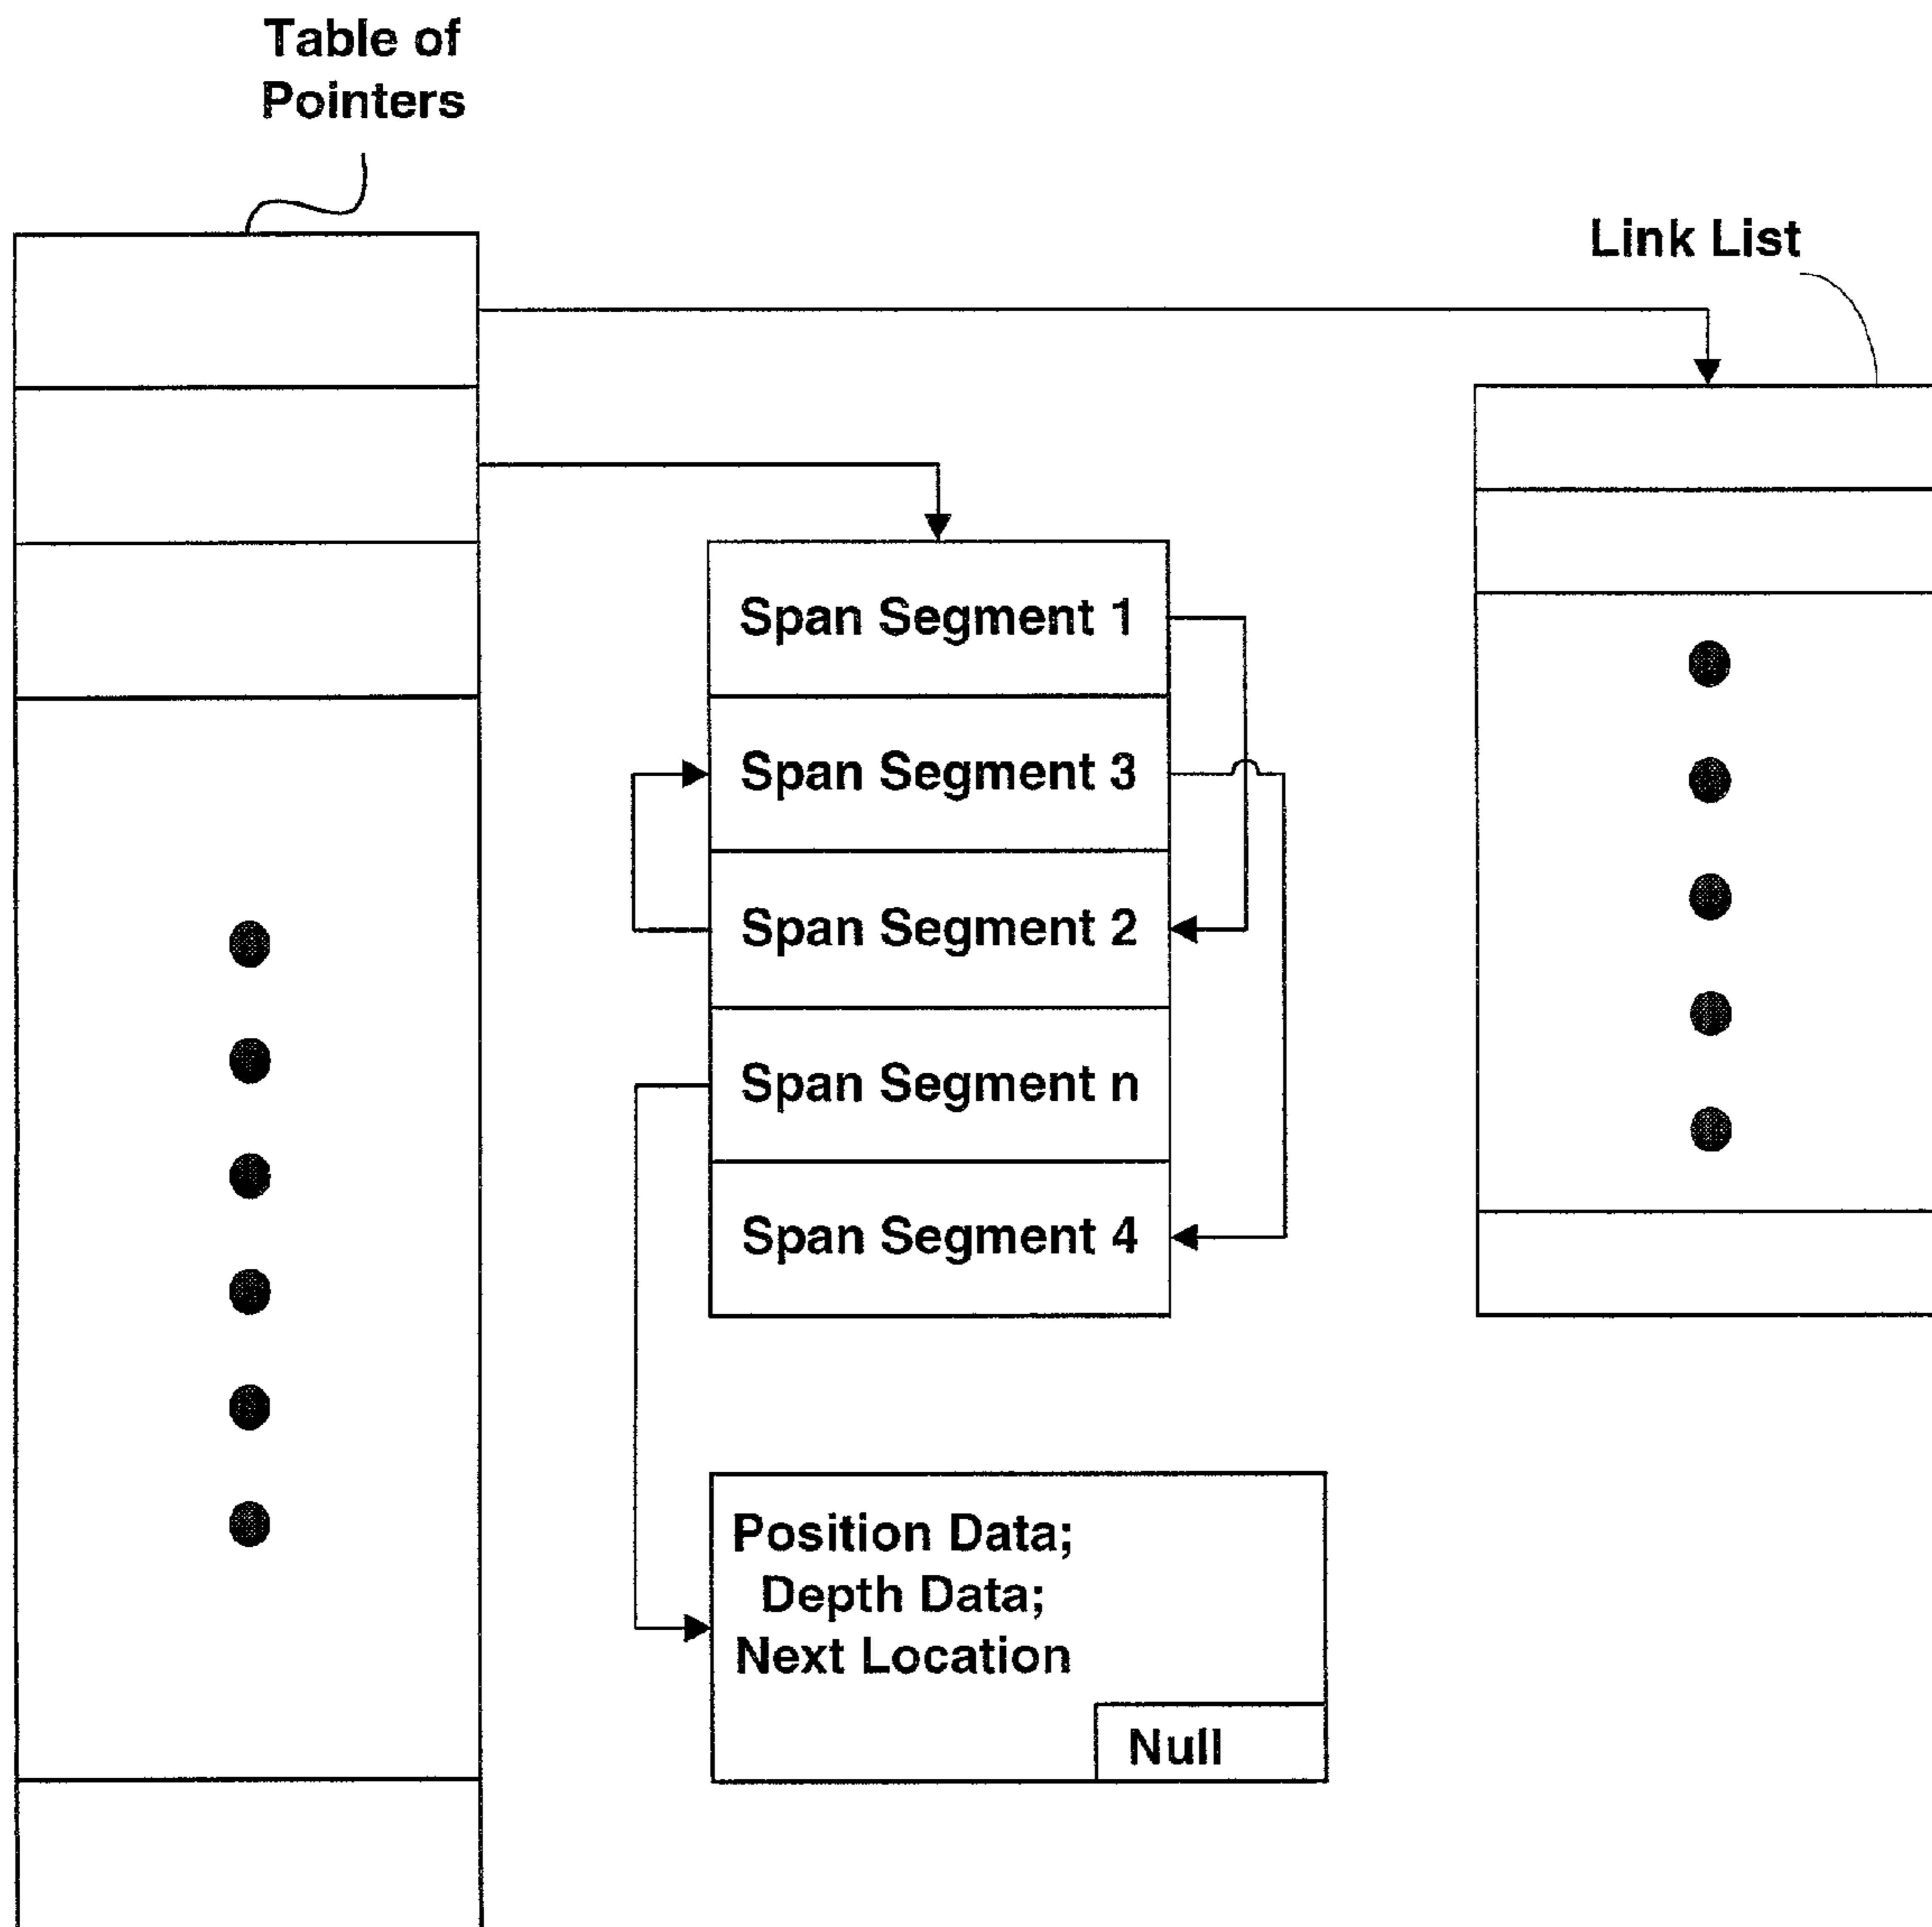 Table of
Pointers
Link List
Span Segment 1
Span Segment 3
Span Segment 2
Span Segment n
Span Segment 4
Position Data;
Depth Data;
Next Location
Null